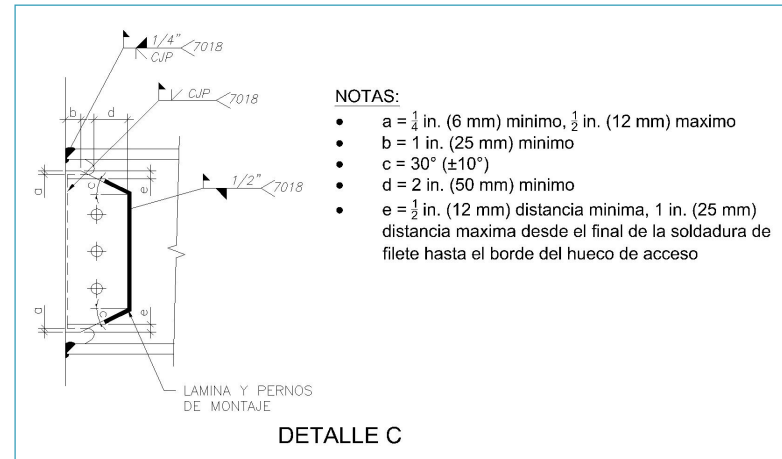 1/4"
CJP
7018
CJP
7018
b
d
a
c
e
1/2"
7018
a
c
e
LAMINA Y PERNOS
DE MONTAJE
DETALLE C
NOTAS:
• a = 1/4 in. (6 mm) minimo, 1/2 in. (12 mm) maximo
• b = 1 in. (25 mm) minimo
• c = 30° (±10°)
• d = 2 in. (50 mm) minimo
• e = 1/2 in. (12 mm) distancia minima, 1 in. (25 mm)
distancia maxima desde el final de la soldadura de
filete hasta el borde del hueco de acceso